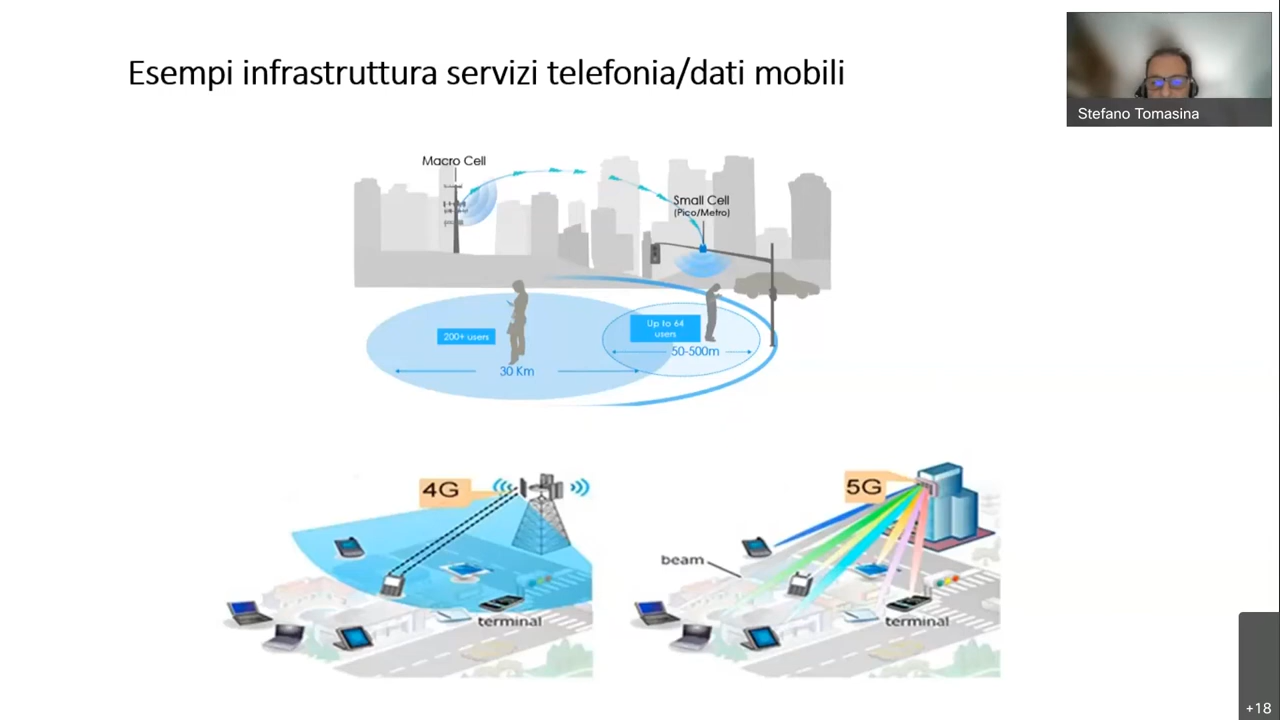 Esempi infrastruttura servizi telefonia/dati mobili
Stefano Tomasina
Macro Cell
Small Cell
(Pico/Metro)
200+ users
Up to 64
users
50-500m
30 Km
4G
terminal
5G
beam
terminal
+18